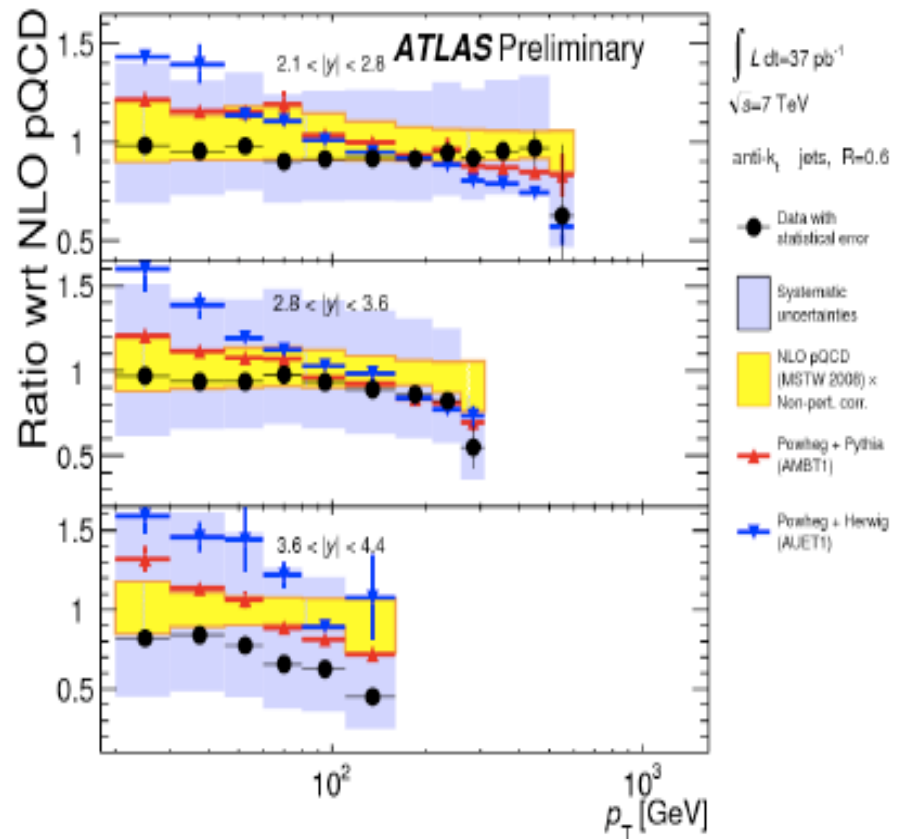 Ratio wrt NLO pQCD
1.5
1
0.5
2.1 < |y| < 2.8
ATLAS Preliminary
1.5
1
0.5
2.8 < |y| < 3.6
1.5
1
0.5
3.6 < |y| < 4.4
10²
10³
p_T [GeV]
∫ L dt=37 pb⁻¹
√s=7 TeV
anti-k_t jets, R=0.6
Data with
statistical error
Systematic
uncertainties
NLO pQCD
(MSTW 2008) ×
Non-pert. corr.
Powheg + Pythia
(AMBT1)
Powheg + Herwig
(AUET1)